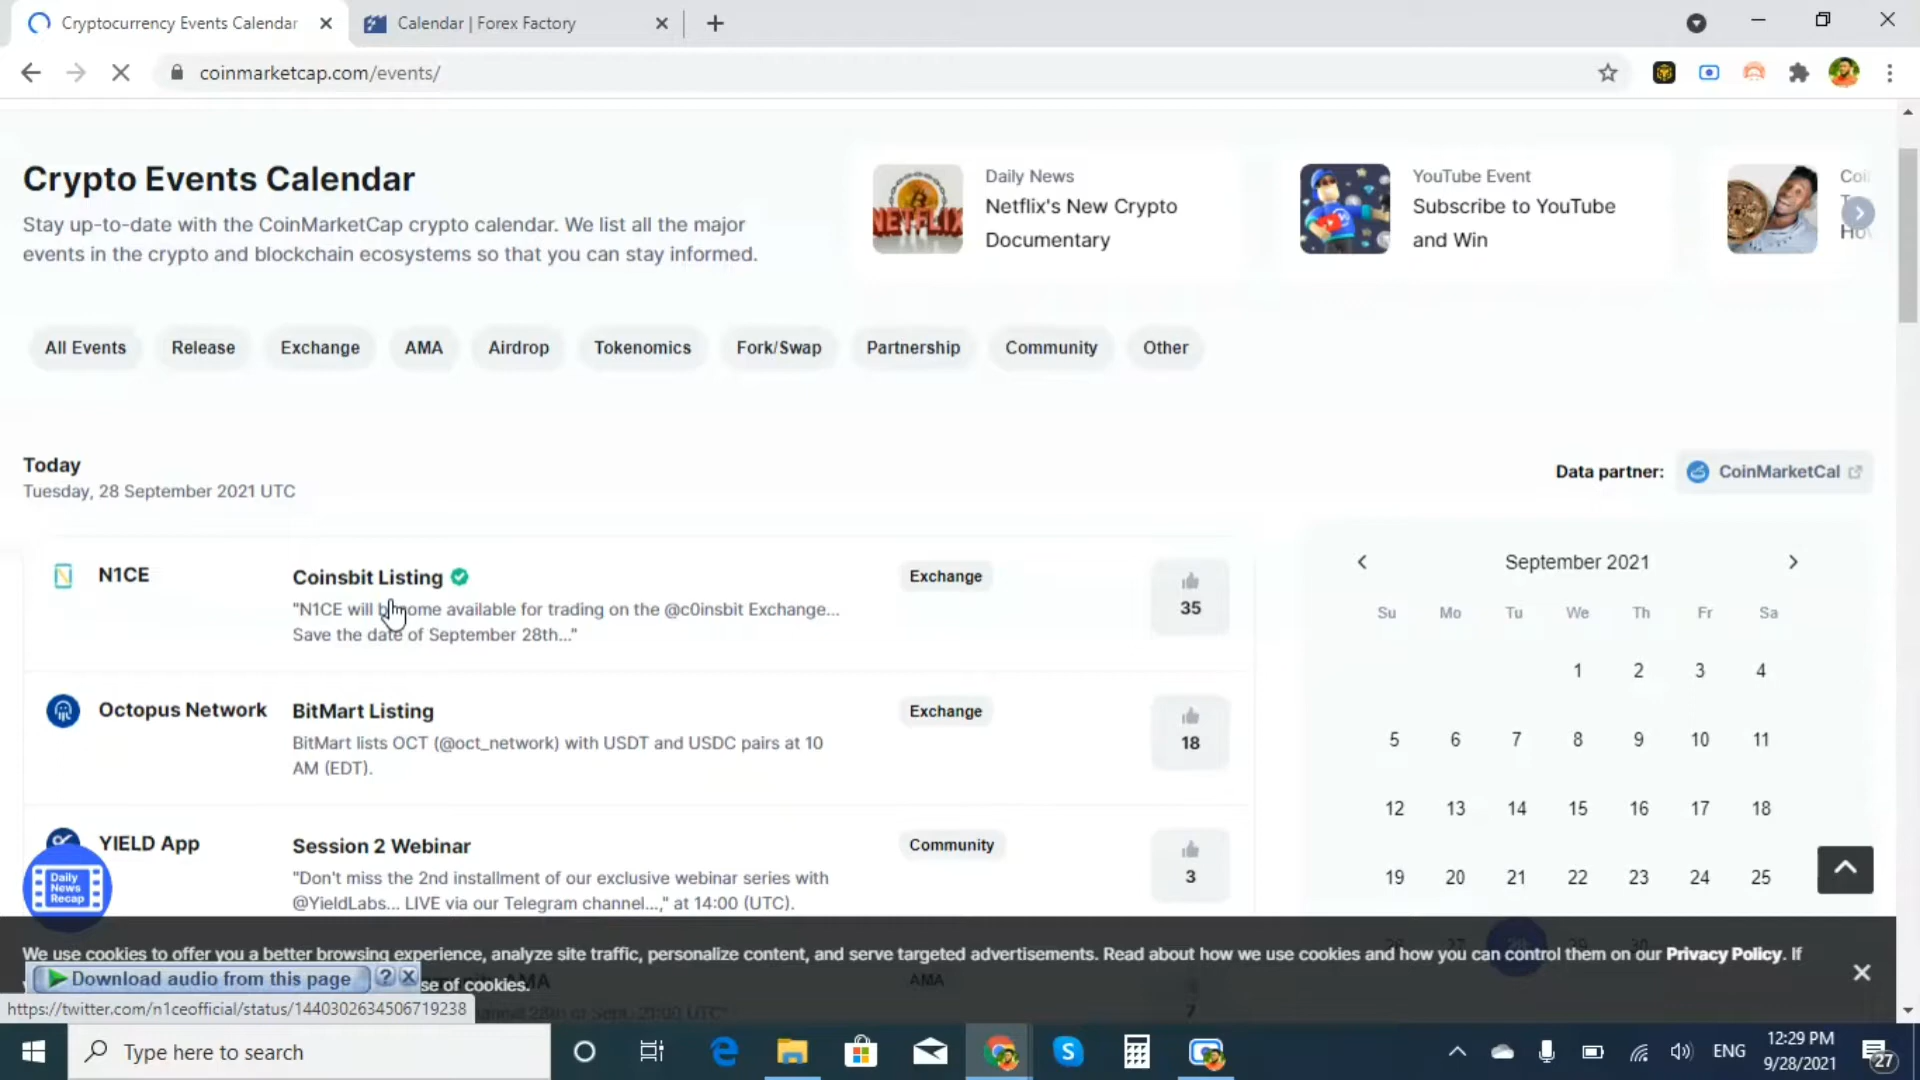 Cryptocurrency Events Calendar
Calendar | Forex Factory
coinmarketcap.com/events/
Crypto Events Calendar
Stay up-to-date with the CoinMarketCap crypto calendar. We list all the major
events in the crypto and blockchain ecosystems so that you can stay informed.
NETFLIX
Daily News
Netflix's New Crypto
Documentary
YouTube Event
Subscribe to YouTube
and Win
All Events
Release
Exchange
AMA
Airdrop
Tokenomics
Fork/Swap
Partnership
Community
Other
Today
Tuesday, 28 September 2021 UTC
Data partner:
CoinMarketCal
N1CE
Coinsbit Listing
"N1CE will become available for trading on the @c0insbit Exchange...
Save the date of September 28th..."
Exchange
35
Octopus Network
BitMart Listing
BitMart lists OCT (@oct_network) with USDT and USDC pairs at 10
AM (EDT).
Exchange
18
YIELD App
Session 2 Webinar
"Don't miss the 2nd installment of our exclusive webinar series with
@YieldLabs... LIVE via our Telegram channel...," at 14:00 (UTC).
Community
3
September 2021
Su Mo Tu We Th Fr Sa
1 2 3 4
5 6 7 8 9 10 11
12 13 14 15 16 17 18
19 20 21 22 23 24 25
Daily
News
Recap
We use cookies to offer you a better browsing experience, analyze site traffic, personalize content, and serve targeted advertisements. Read about how we use cookies and how you can control them on our Privacy Policy. If
Download audio from this page
?
se of cookies.
AMA
7
https://twitter.com/n1ceofficial/status/1440302634506719238
Type here to search
ENG
12:29 PM
9/28/2021
27